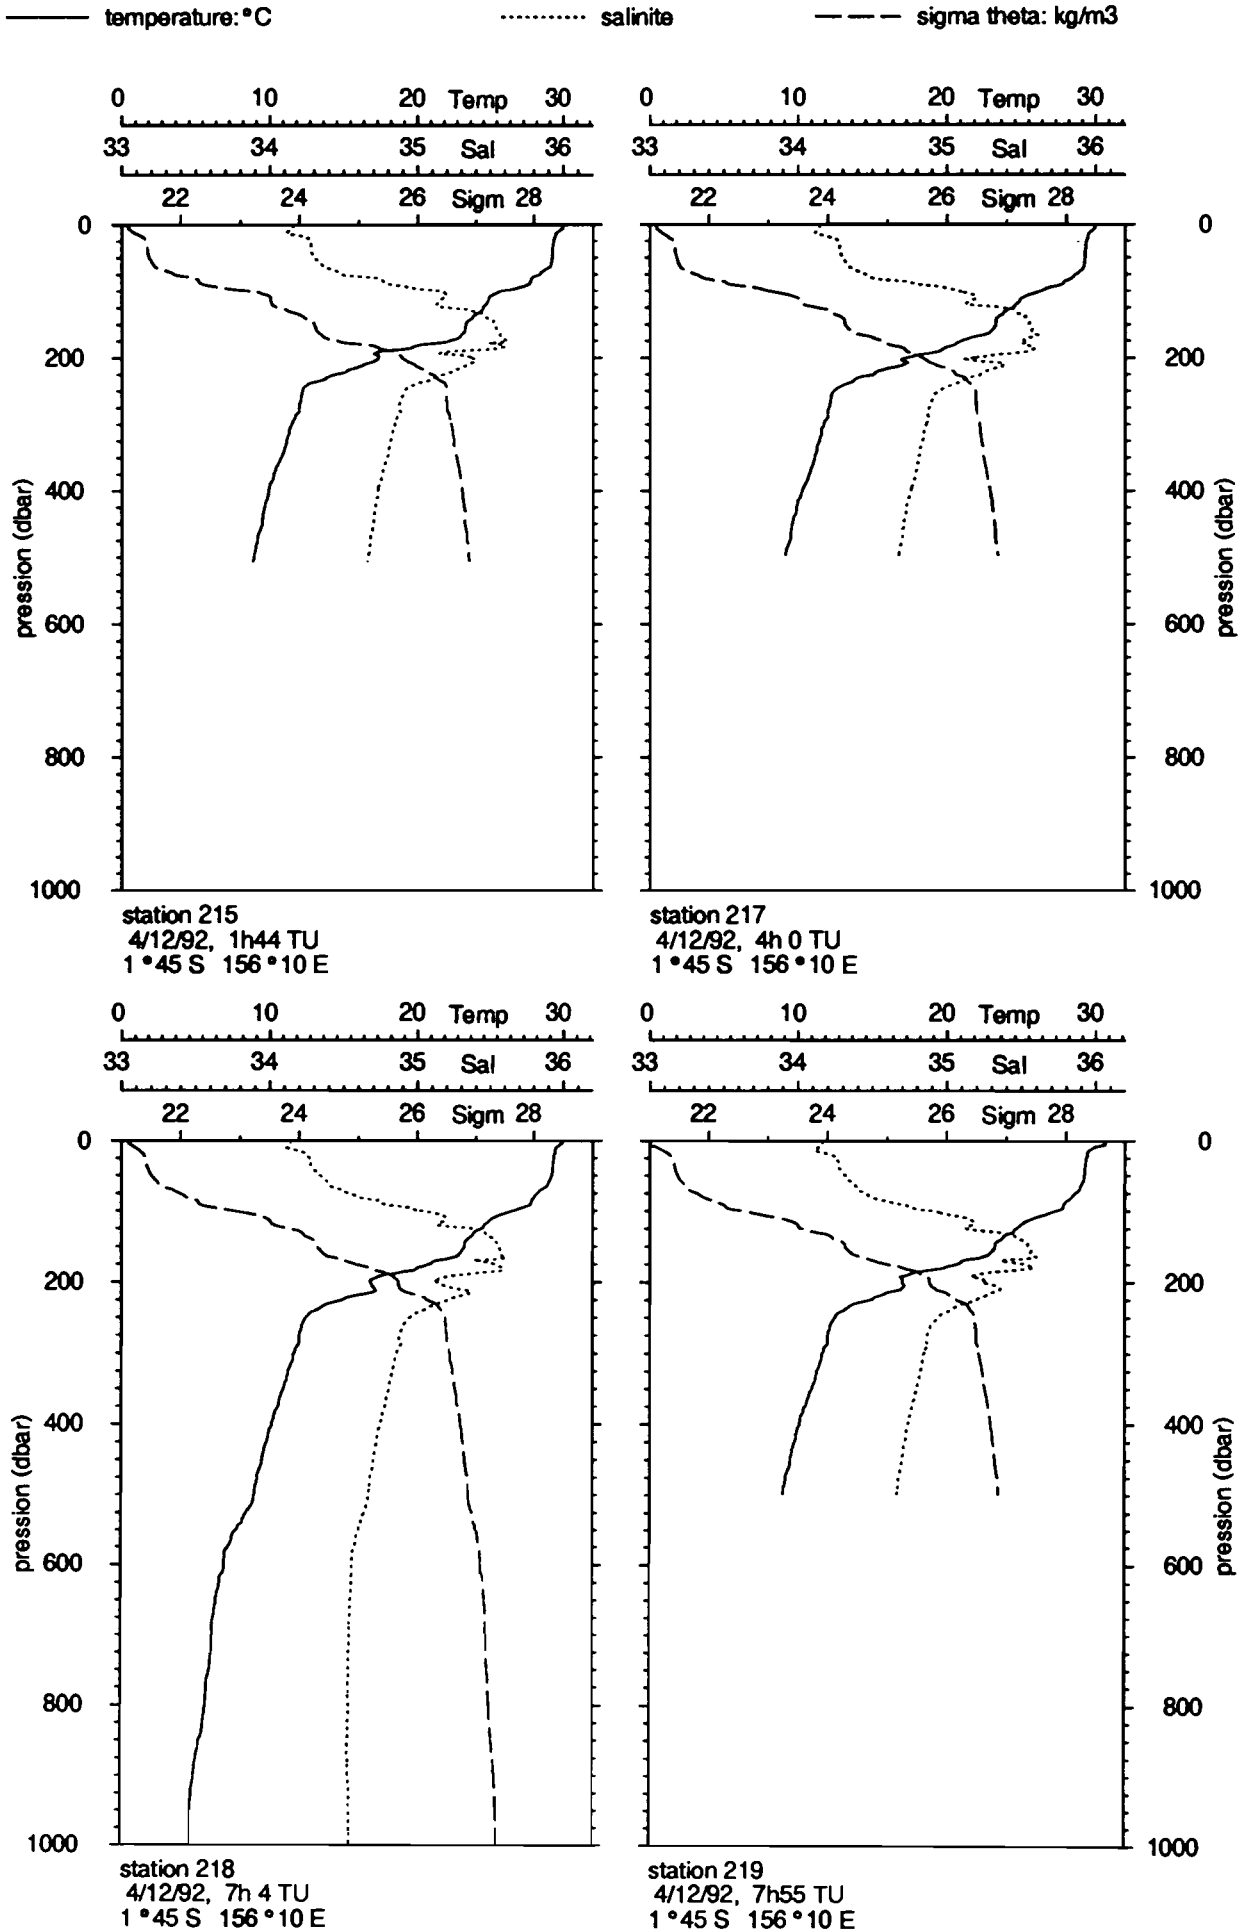 temperature: °C salinite sigma theta: kg/m3
0 10 20 Temp 30
33 34 35 Sal 36
22 24 26 Sigm 28
0
200
400
600
800
1000
pression (dbar)
station 215
4/12/92, 1h44 TU
1 °45 S 156 °10 E
0 10 20 Temp 30
33 34 35 Sal 36
22 24 26 Sigm 28
0
200
400
600
800
1000
pression (dbar)
station 217
4/12/92, 4h 0 TU
1 °45 S 156 °10 E
0 10 20 Temp 30
33 34 35 Sal 36
22 24 26 Sigm 28
0
200
400
600
800
1000
pression (dbar)
station 218
4/12/92, 7h 4 TU
1 °45 S 156 °10 E
0 10 20 Temp 30
33 34 35 Sal 36
22 24 26 Sigm 28
0
200
400
600
800
1000
pression (dbar)
station 219
4/12/92, 7h55 TU
1 °45 S 156 °10 E